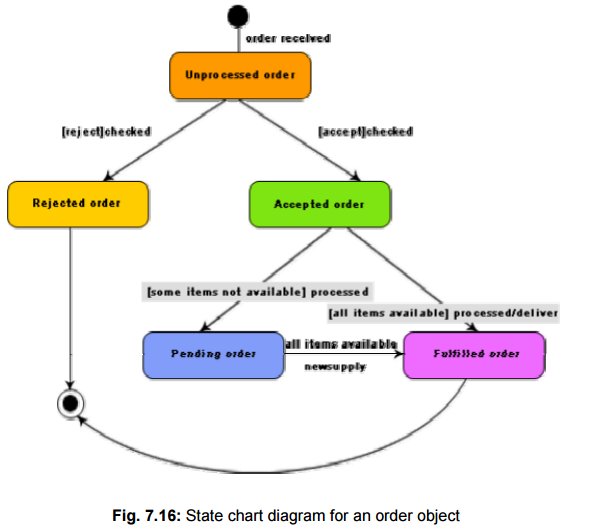 order received
Unprocessed order
[reject]checked
[accept]checked
Rejected order
Accepted order
[some items not available] processed
[all items available] processed/deliver
Pending order
all items available
newsupply
Fulfilled order
Fig. 7.16: State chart diagram for an order object